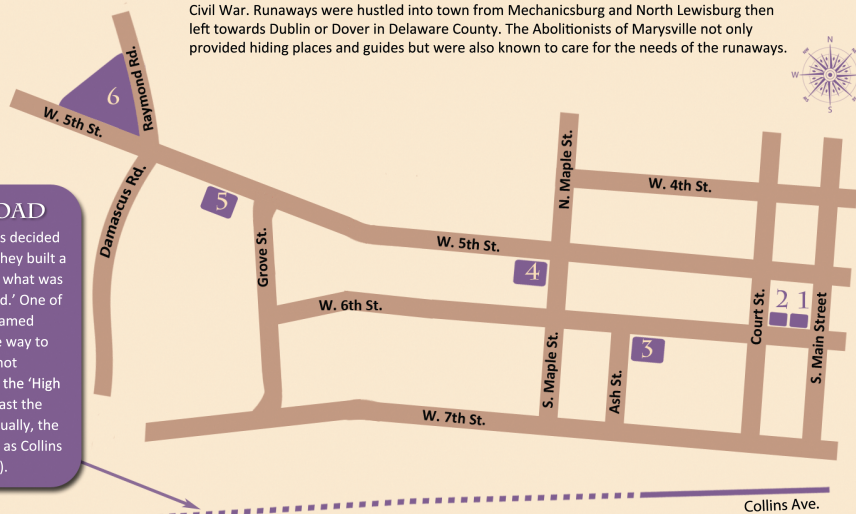 Civil War. Runaways were hustled into town from Mechanicsburg and North Lewisburg then
left towards Dublin or Dover in Delaware County. The Abolitionists of Marysville not only
provided hiding places and guides but were also known to care for the needs of the runaways.
N
W
E
S
6
Raymond Rd.
W. 5th St.
Damascus Rd.
5
Grove St.
N. Maple St.
W. 4th St.
W. 5th St.
4
W. 6th St.
S. Maple St.
3
Ash St.
Court St.
2 1
S. Main Street
W. 7th St.
OAD
s decided
hey built a
what was
d.’ One of
amed
e way to
not
the ‘High
ast the
ually, the
as Collins
).
Collins Ave.